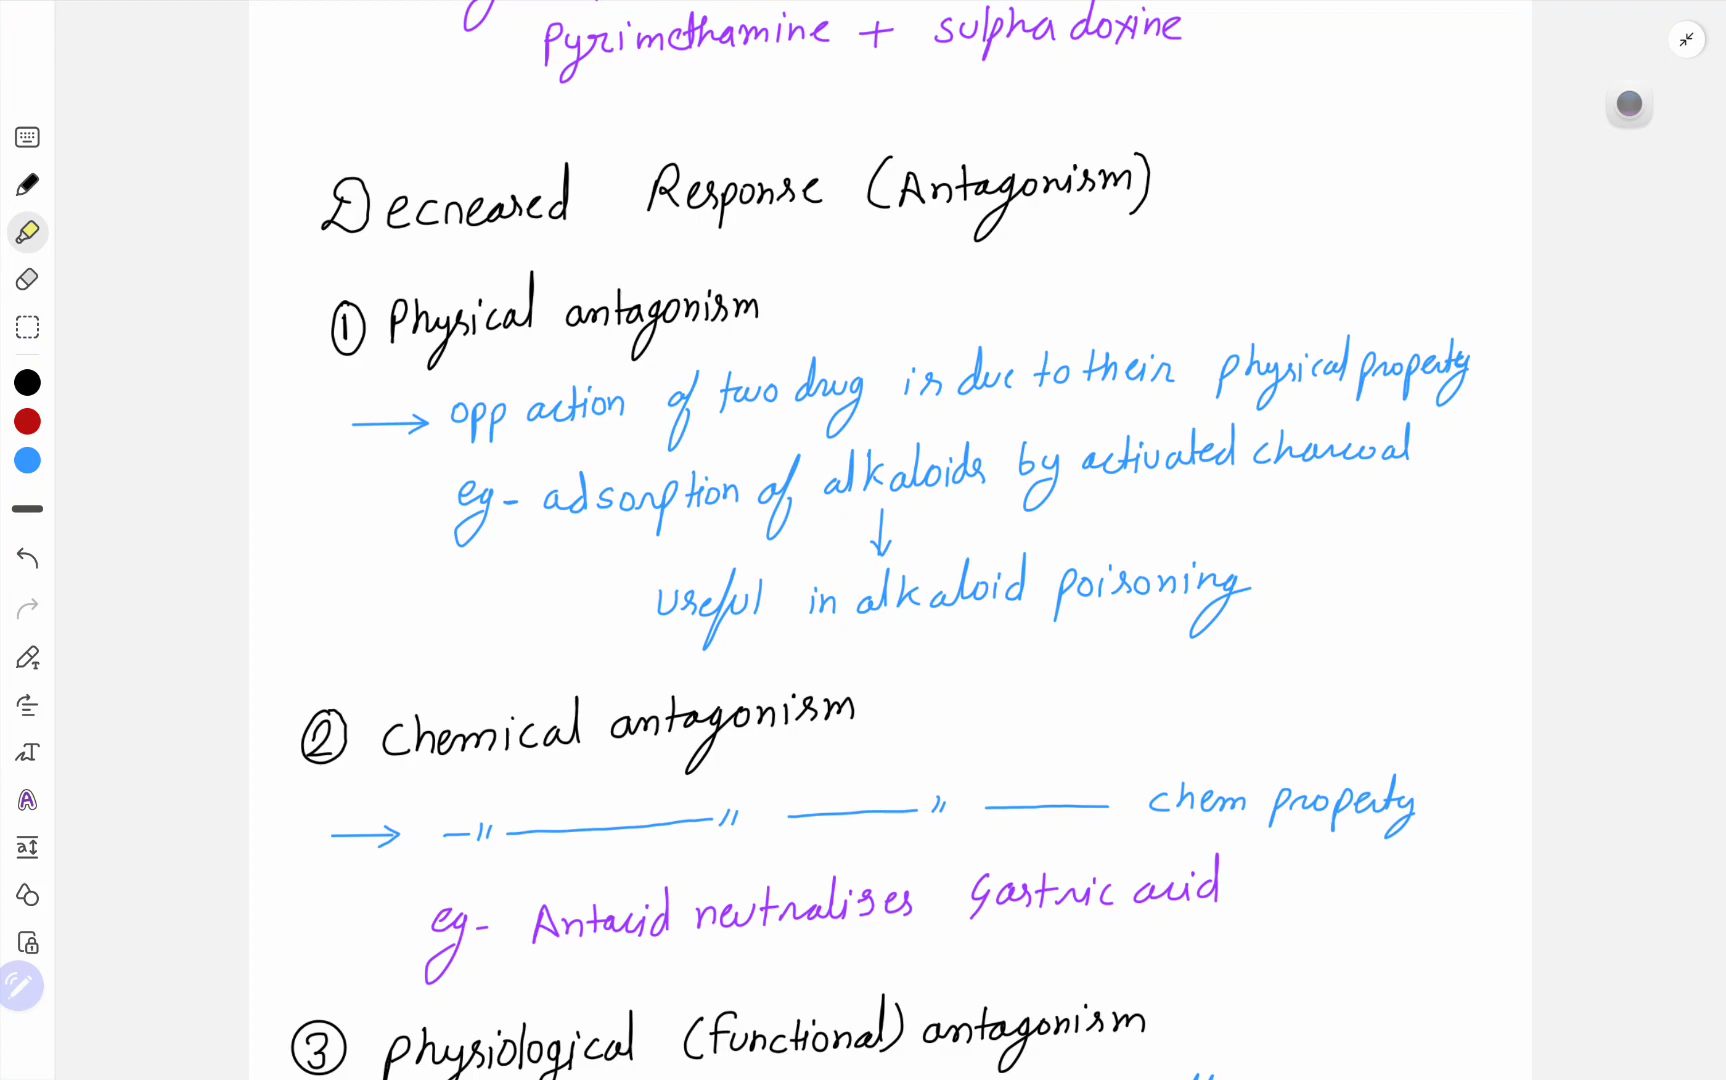 Pyrimethamine + sulphadoxine
Decreased Response (Antagonism)
① Physical antagonism
→ opp action of two drug is due to their physical property
eg- adsorption of alkaloids by activated charcoal
↓
useful in alkaloid poisoning
② Chemical antagonism
→ —〃————〃 ———〃 ——— chem property
eg- Antacid neutralises Gastric acid
③ Physiological (functional) antagonism